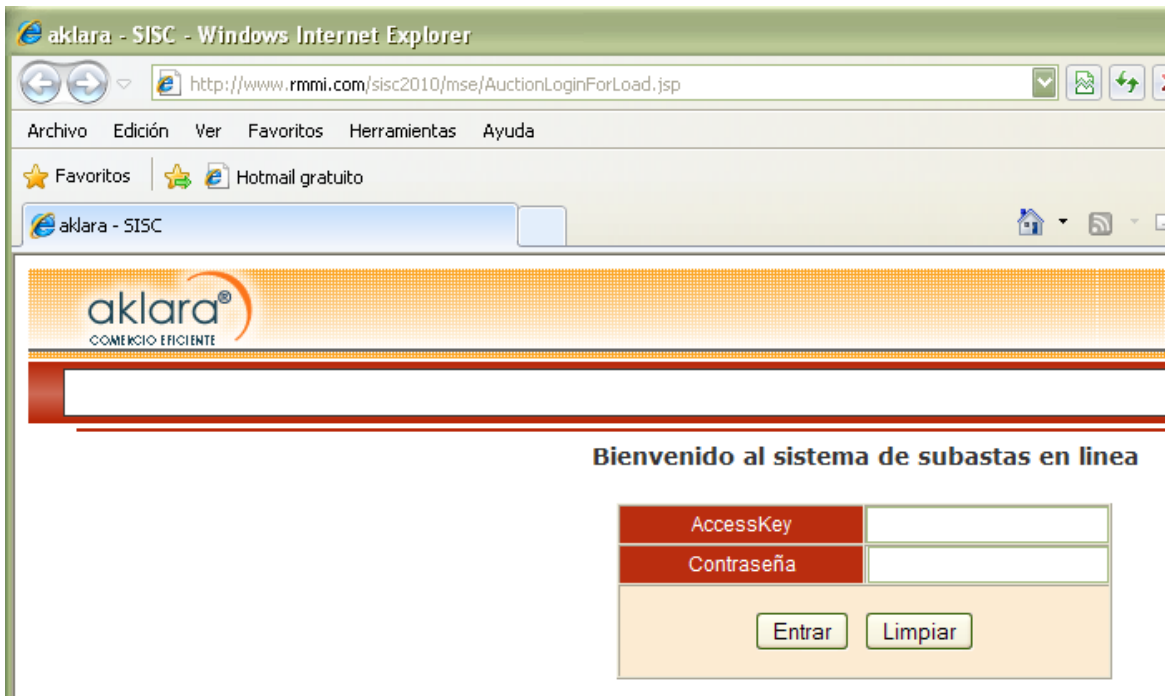 aklara - SISC - Windows Internet Explorer
http://www.rmmi.com/sisc2010/mse/AuctionLoginForLoad.jsp
Archivo Edición Ver Favoritos Herramientas Ayuda
Favoritos Hotmail gratuito
aklara - SISC
aklara®
COMERCIO EFICIENTE
Bienvenido al sistema de subastas en linea
AccessKey
Contraseña
Entrar Limpiar